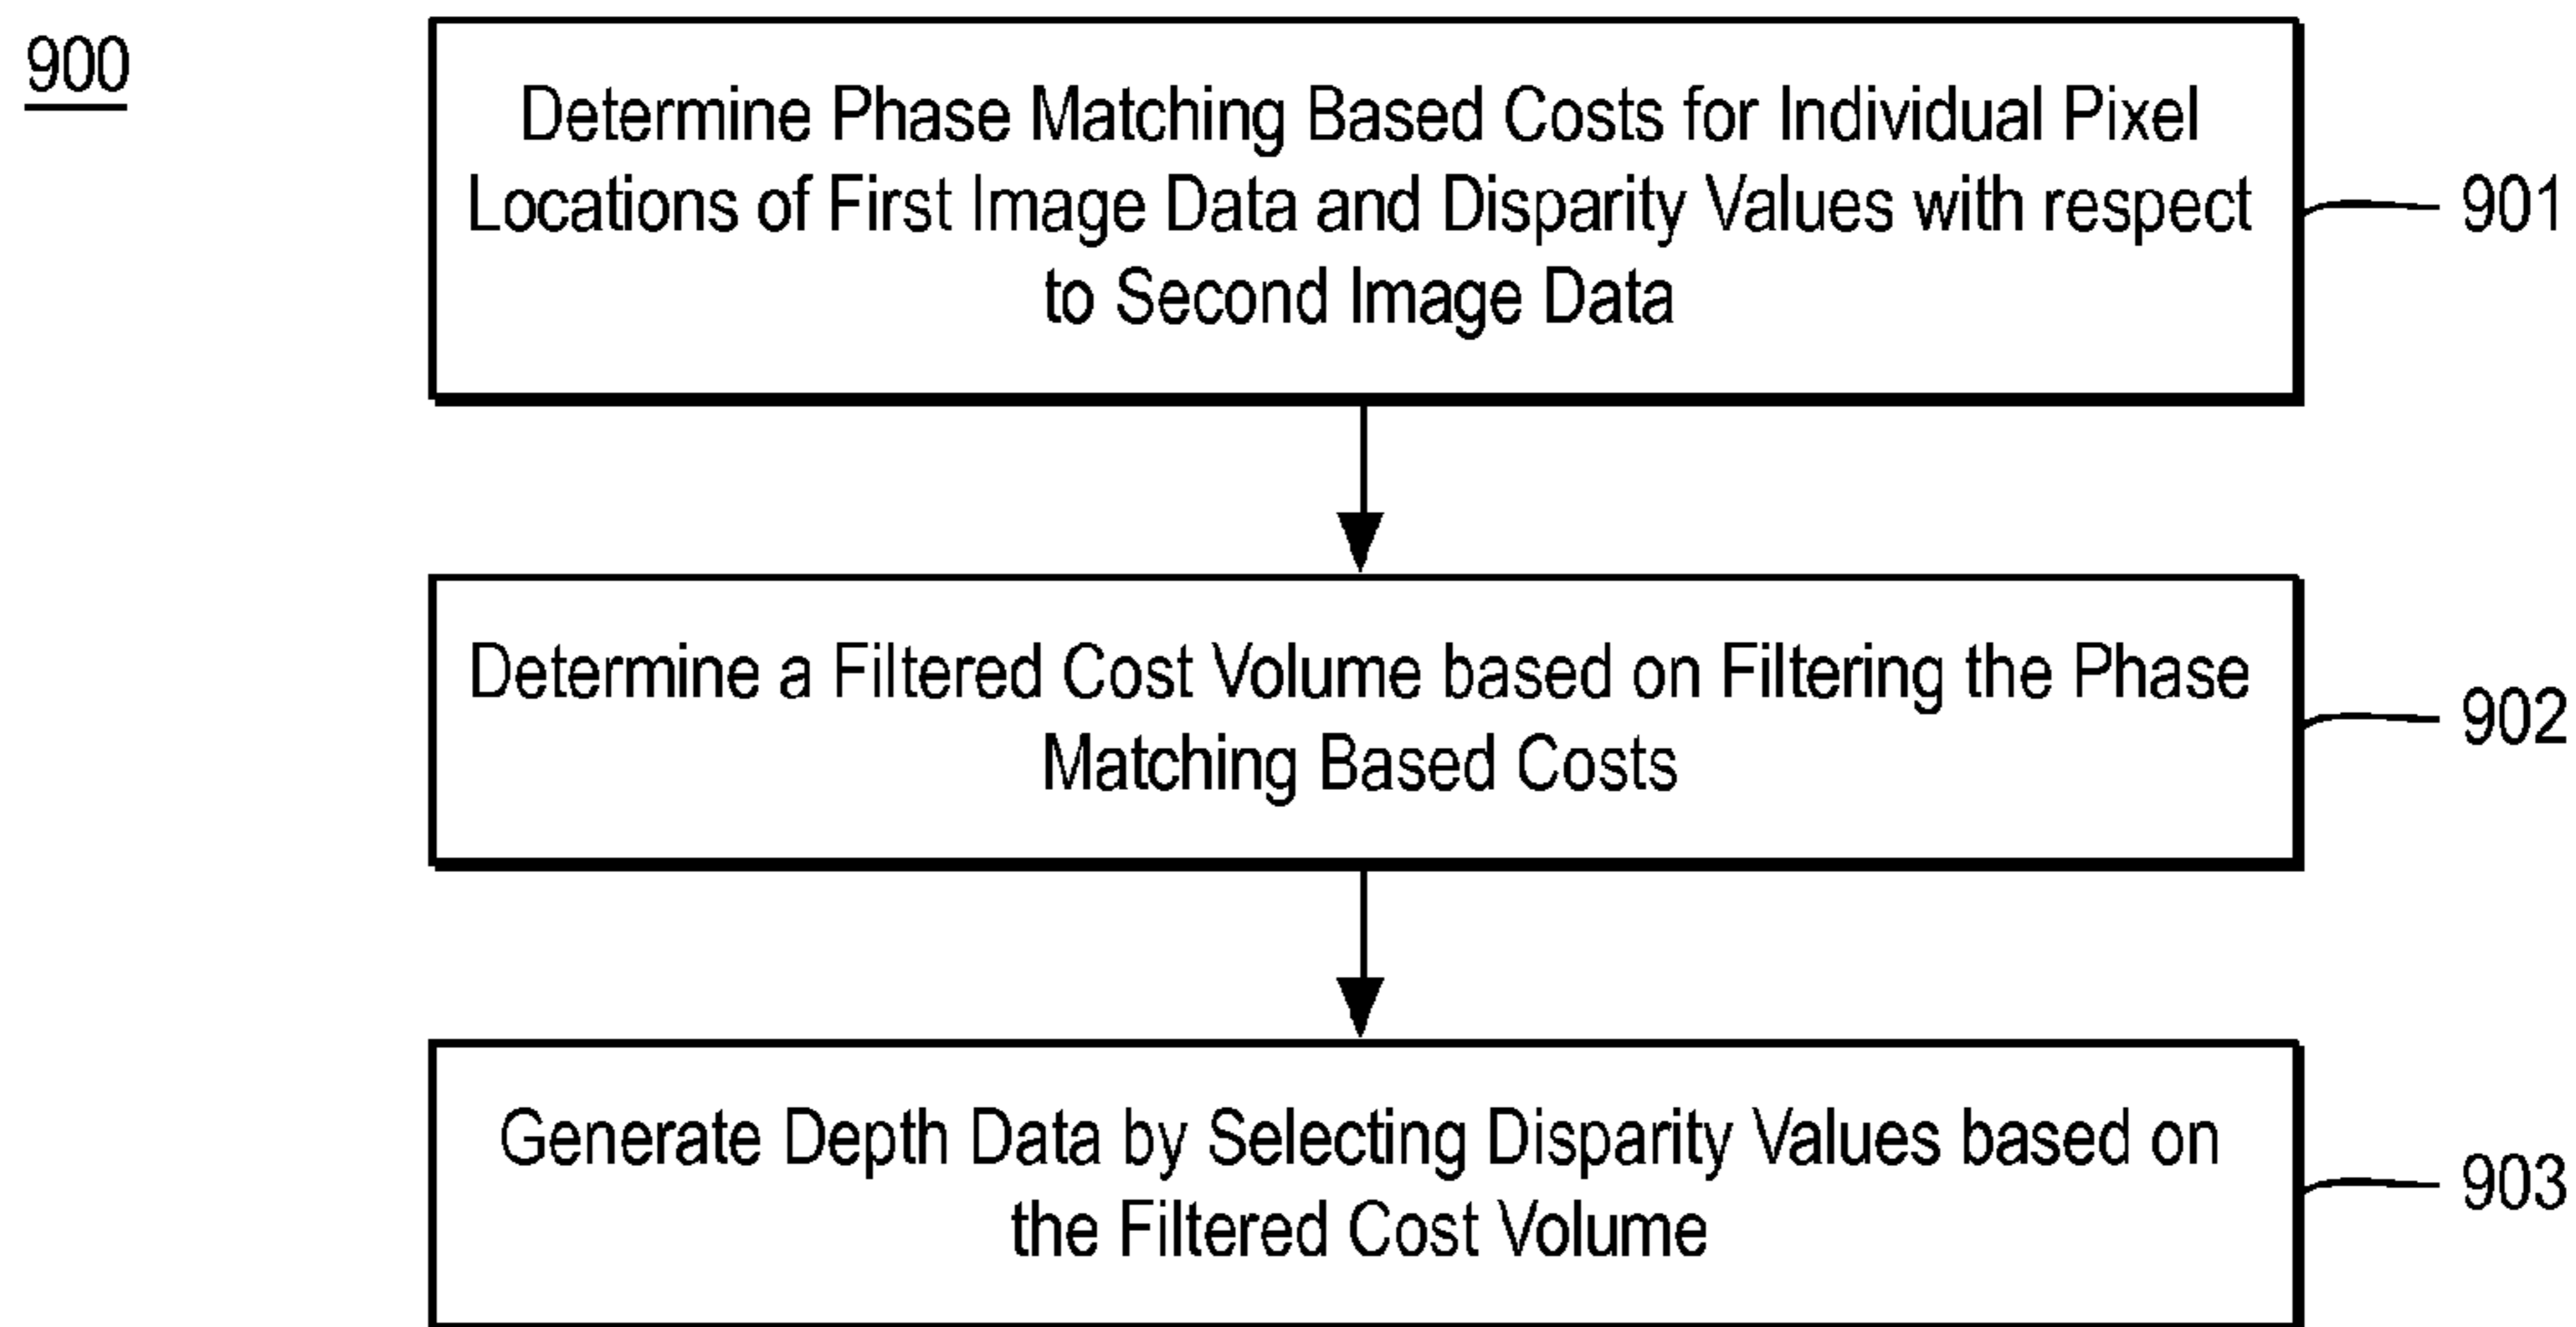 900
Determine Phase Matching Based Costs for Individual Pixel
Locations of First Image Data and Disparity Values with respect
to Second Image Data
901
Determine a Filtered Cost Volume based on Filtering the Phase
Matching Based Costs
902
Generate Depth Data by Selecting Disparity Values based on
the Filtered Cost Volume
903